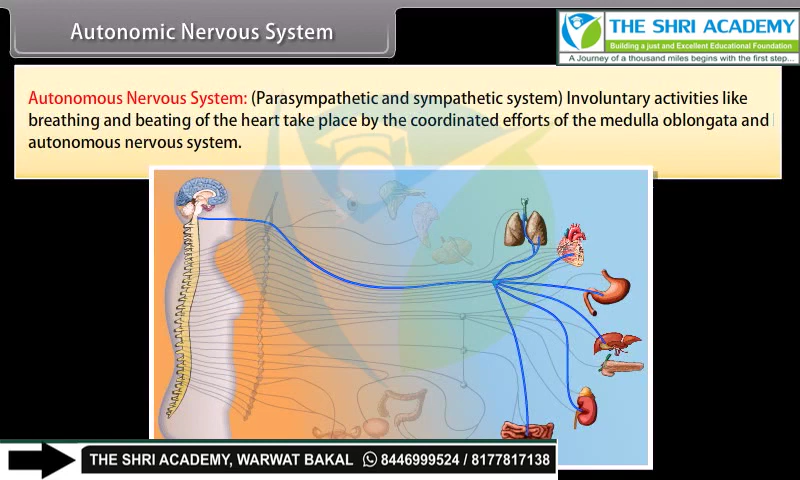 Autonomic Nervous System
THE SHRI ACADEMY
Building a just and Excellent Educational Foundation
A Journey of a thousand miles begins with the first step...
Autonomous Nervous System: (Parasympathetic and sympathetic system) Involuntary activities like
breathing and beating of the heart take place by the coordinated efforts of the medulla oblongata and
autonomous nervous system.
THE SHRI ACADEMY, WARWAT BAKAL 8446999524 / 8177817138